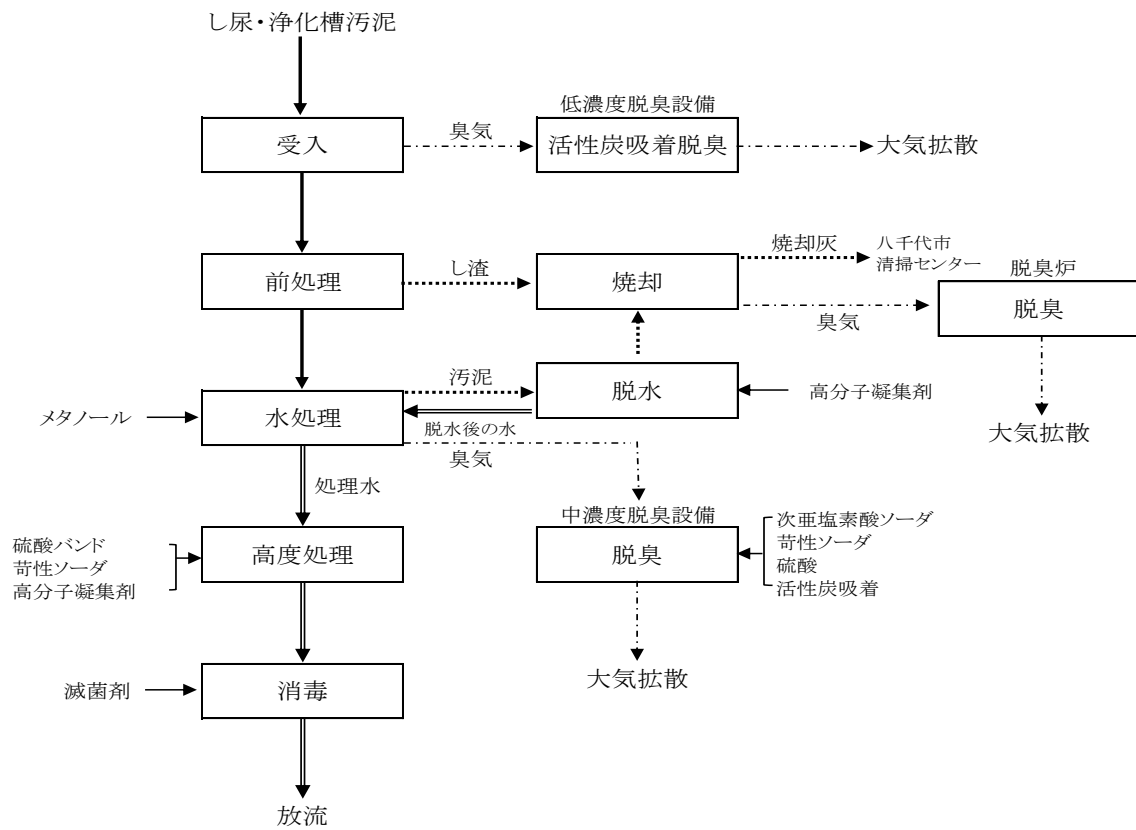 し尿・浄化槽汚泥
低濃度脱臭設備
受入
臭気
活性炭吸着脱臭
大気拡散
焼却灰
八千代市
清掃センター
脱臭炉
前処理
し渣
焼却
臭気
脱臭
汚泥
脱水
高分子凝集剤
メタノール
水処理
脱水後の水
臭気
大気拡散
処理水
中濃度脱臭設備
硫酸バンド
苛性ソーダ
高分子凝集剤
高度処理
脱臭
次亜塩素酸ソーダ
苛性ソーダ
硫酸
活性炭吸着
大気拡散
滅菌剤
消毒
放流